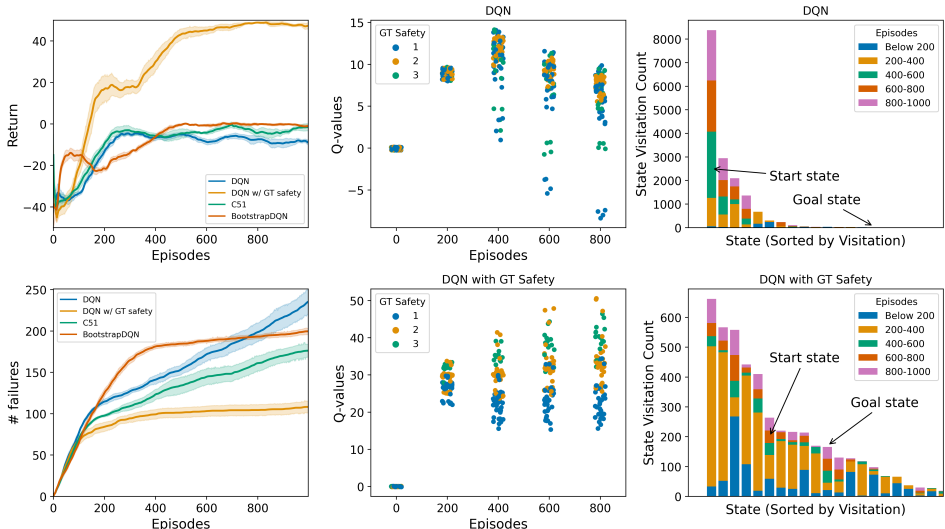 40
20
0
−20
−40
0
200
400
600
800
Return
Episodes
DQN
DQN w/ GT safety
C51
BootstrapDQN
DQN
15
10
5
0
−5
0
200
400
600
800
Q-values
Episodes
GT Safety
1
2
3
DQN
8000
7000
6000
5000
4000
3000
2000
1000
0
State Visitation Count
State (Sorted by Visitation)
Episodes
Below 200
200-400
400-600
600-800
800-1000
Start state
Goal state
250
200
150
100
50
0
0
200
400
600
800
# failures
Episodes
DQN
DQN w/ GT safety
C51
BootstrapDQN
DQN with GT Safety
50
40
30
20
10
0
0
200
400
600
800
Q-values
Episodes
GT Safety
1
2
3
DQN with GT Safety
600
500
400
300
200
100
0
State Visitation Count
State (Sorted by Visitation)
Episodes
Below 200
200-400
400-600
600-800
800-1000
Start state
Goal state